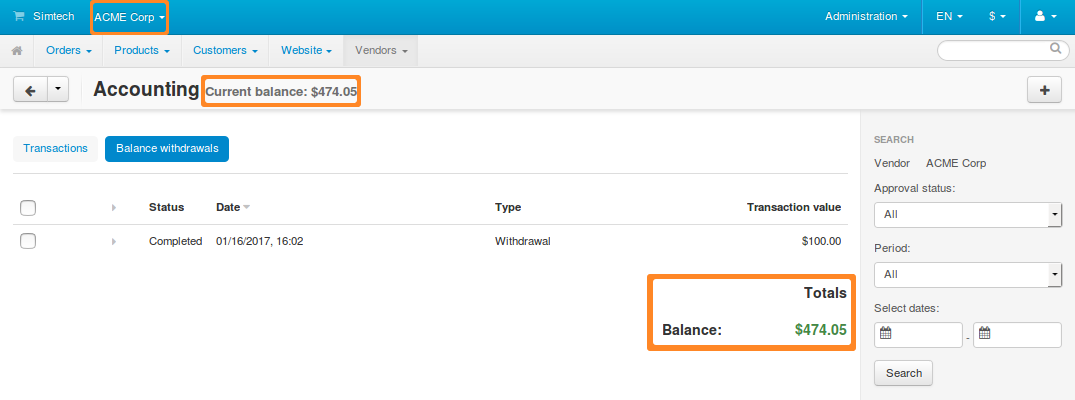 Simtech ACME Corp Administration EN $
Orders Products Customers Website Vendors
Accounting Current balance: $474.05
Transactions Balance withdrawals
Status Date Type Transaction value
Completed 01/16/2017, 16:02 Withdrawal $100.00
Totals
Balance: $474.05
SEARCH
Vendor ACME Corp
Approval status:
All
Period:
All
Select dates:
-
Search